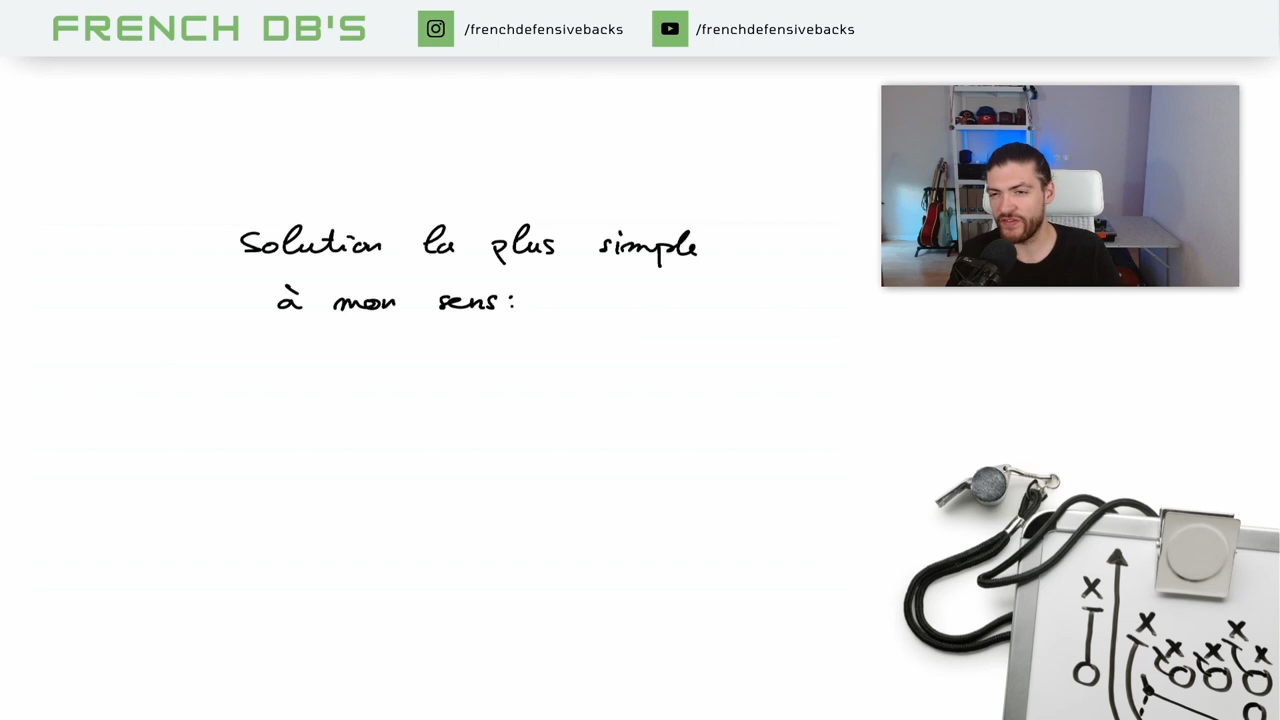 FRENCH DB'S
/frenchdefensivebacks
/frenchdefensivebacks
Solution la plus simple
à mon sens: